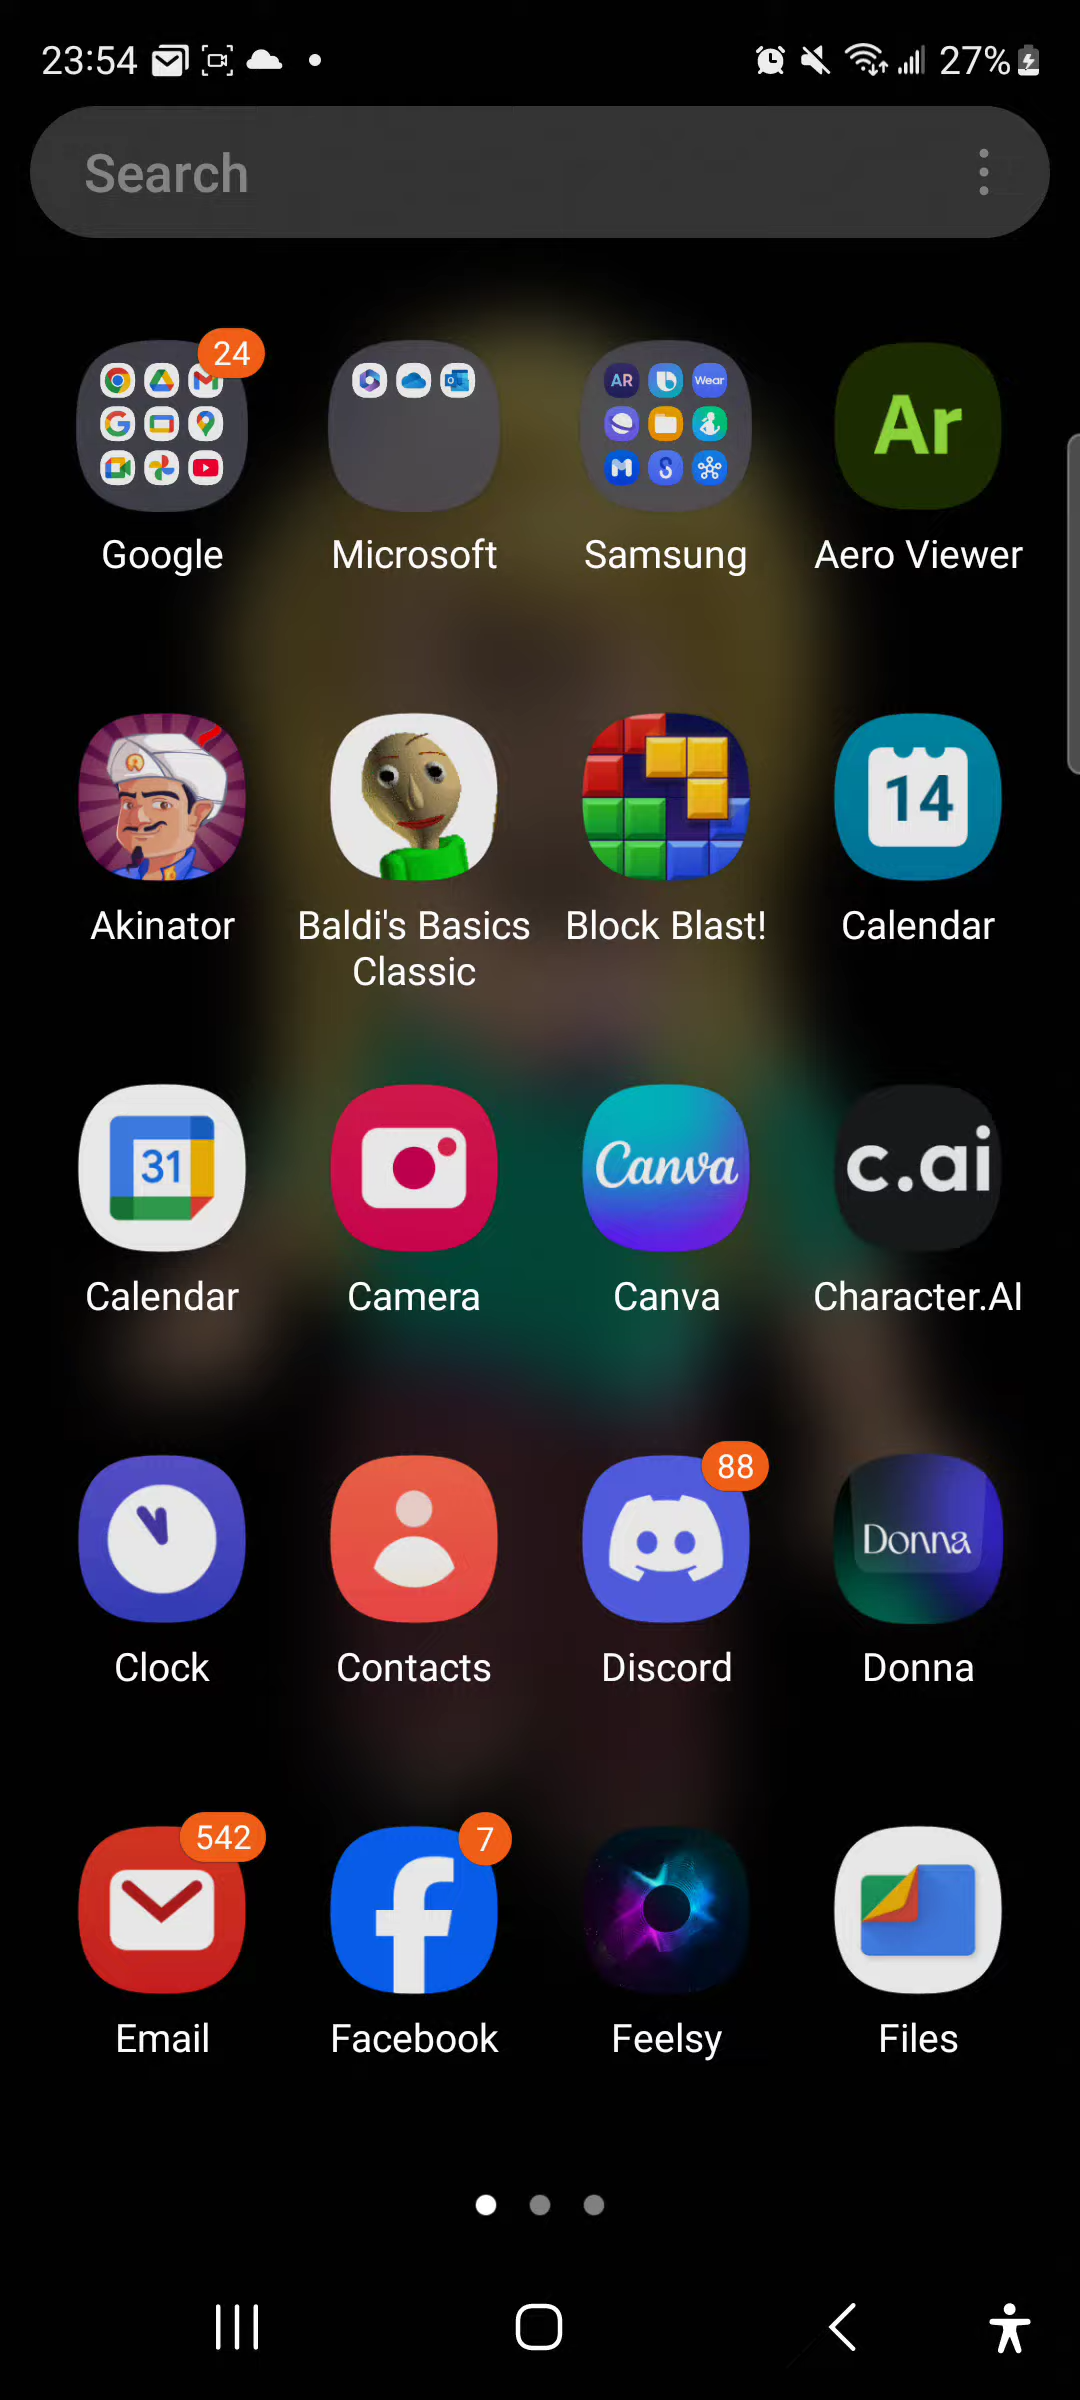 23:54
27%
Search
24
AR
Wear
Ar
Google
Microsoft
Samsung
Aero Viewer
14
Akinator
Baldi's Basics
Classic
Block Blast!
Calendar
31
Canva
c.ai
Calendar
Camera
Canva
Character.AI
88
Donna
Clock
Contacts
Discord
Donna
542
7
Email
Facebook
Feelsy
Files